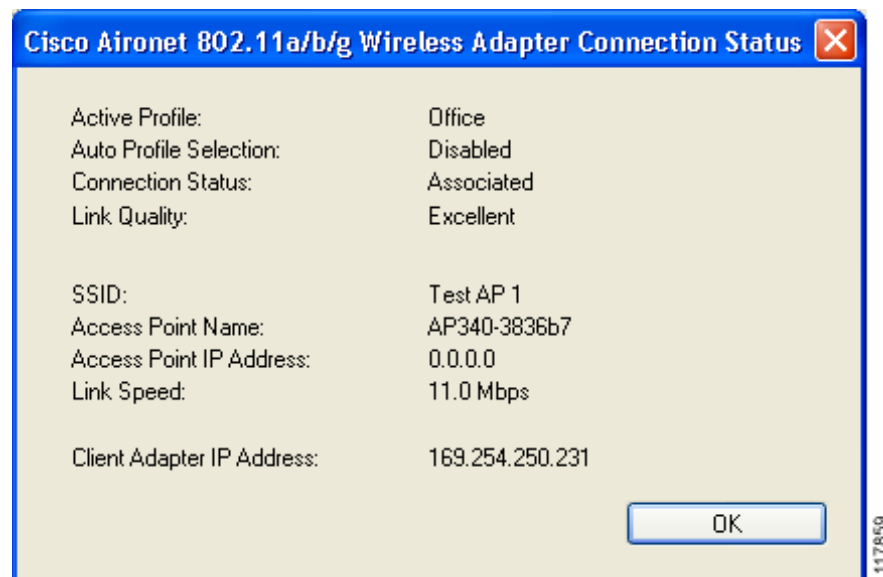 Cisco Aironet 802.11a/b/g Wireless Adapter Connection Status
Active Profile: Office
Auto Profile Selection: Disabled
Connection Status: Associated
Link Quality: Excellent
SSID: Test AP 1
Access Point Name: AP340-3836b7
Access Point IP Address: 0.0.0.0
Link Speed: 11.0 Mbps
Client Adapter IP Address: 169.254.250.231
OK
117859